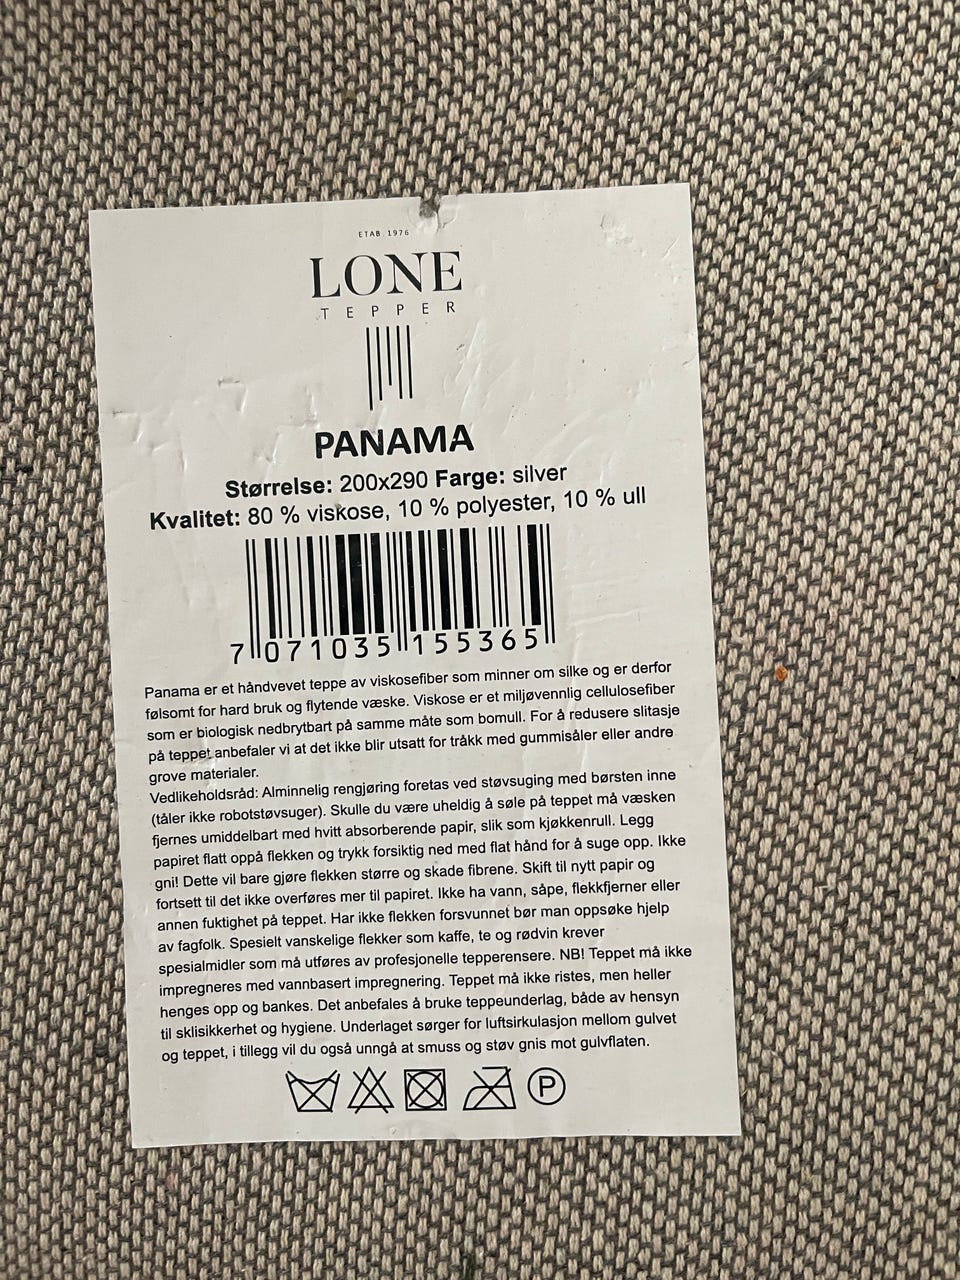 ETAB. 1976
LONE
TEPPER
PANAMA
Størrelse: 200x290 Farge: silver
Kvalitet: 80 % viskose, 10 % polyester, 10 % ull
7 071035 155365
Panama er et håndvevet teppe av viskosefiber som minner om silke og er derfor
følsomt for hard bruk og flytende væske. Viskose er et miljøvennlig cellulosefiber
som er biologisk nedbrytbart på samme måte som bomull. For å redusere slitasje
på teppet anbefaler vi at det ikke blir utsatt for tråkk med gummisåler eller andre
grove materialer.
Vedlikeholdsråd: Alminnelig rengjøring foretas ved støvsuging med børsten inne
(tåler ikke robotstøvsuger). Skulle du være uheldig å søle på teppet må væsken
fjernes umiddelbart med hvitt absorberende papir, slik som kjøkkenrull. Legg
papiret flatt oppå flekken og trykk forsiktig ned med flat hånd for å suge opp. Ikke
gni! Dette vil bare gjøre flekken større og skade fibrene. Skift til nytt papir og
fortsett til det ikke overføres mer til papiret. Ikke ha vann, såpe, flekkfjerner eller
annen fuktighet på teppet. Har ikke flekken forsvunnet bør man oppsøke hjelp
av fagfolk. Spesielt vanskelige flekker som kaffe, te og rødvin krever
spesialmidler som må utføres av profesjonelle tepperensere. NB! Teppet må ikke
impregneres med vannbasert impregnering. Teppet må ikke ristes, men heller
henges opp og bankes. Det anbefales å bruke teppeunderlag, både av hensyn
til sklisikkerhet og hygiene. Underlaget sørger for luftsirkulasjon mellom gulvet
og teppet, i tillegg vil du også unngå at smuss og støv gnis mot gulvflaten.
P